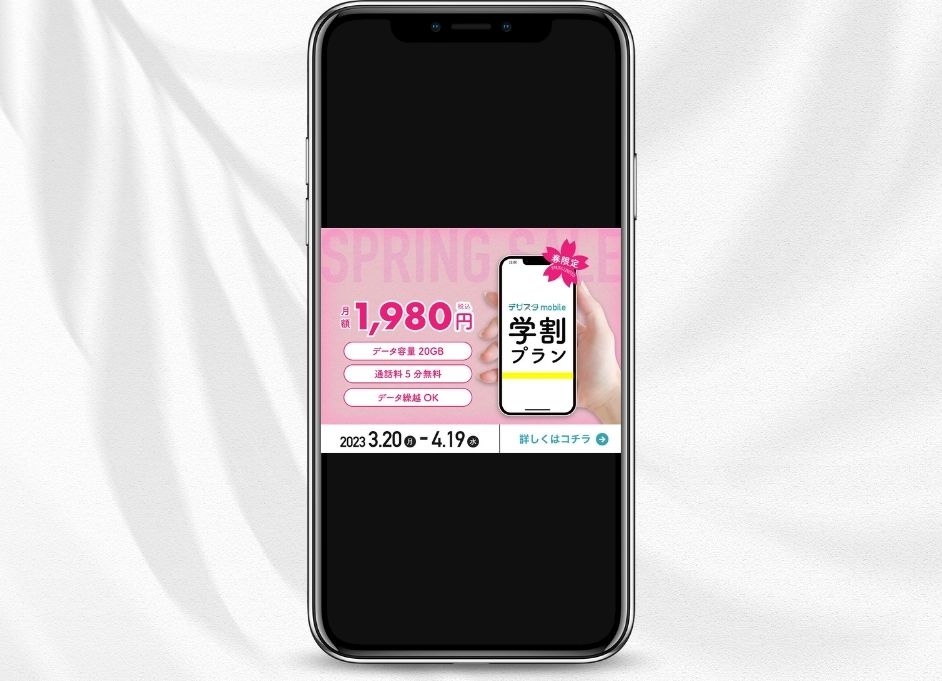 SPRING SALE
春限定
月額1,980円
税込
データ容量 20GB
通話料 5 分無料
データ繰越 OK
デジスタ mobile
学割
プラン
2023 3.20 月 - 4.19 水
詳しくはコチラ